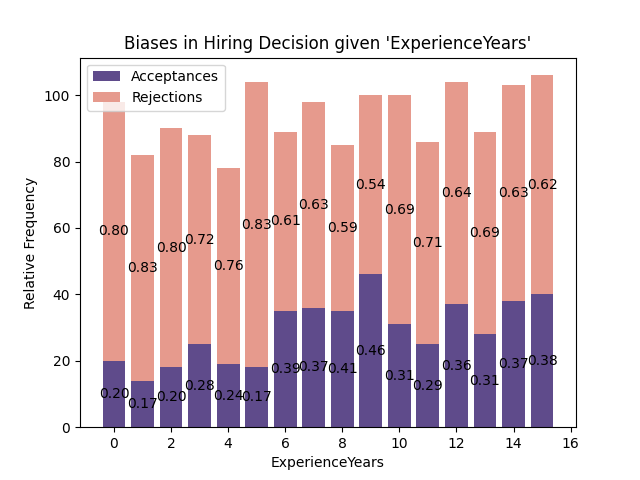 Biases in Hiring Decision given 'ExperienceYears'
Acceptances
Rejections
Relative Frequency
100
80
60
40
20
0
0.80 0.83 0.80 0.72 0.76 0.83 0.61 0.63 0.59 0.54 0.69 0.71 0.64 0.69 0.63 0.62
0.20 0.17 0.20 0.28 0.24 0.17 0.39 0.37 0.41 0.46 0.31 0.29 0.36 0.31 0.37 0.38
0 2 4 6 8 10 12 14 16
ExperienceYears